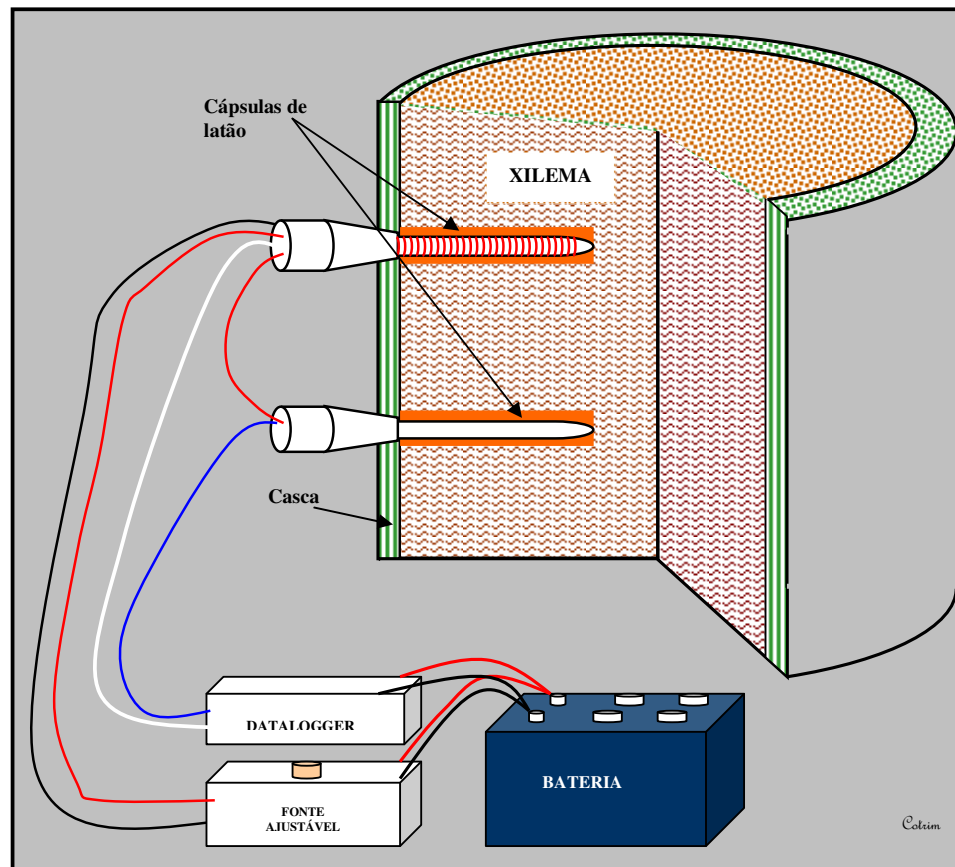 Cápsulas de
latão
XILEMA
Casca
DATALOGGER
BATERIA
FONTE
AJUSTÁVEL
Cotrim